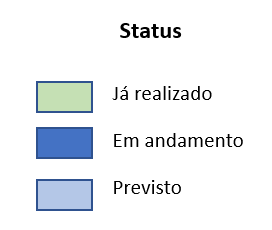 Status
Já realizado
Em andamento
Previsto